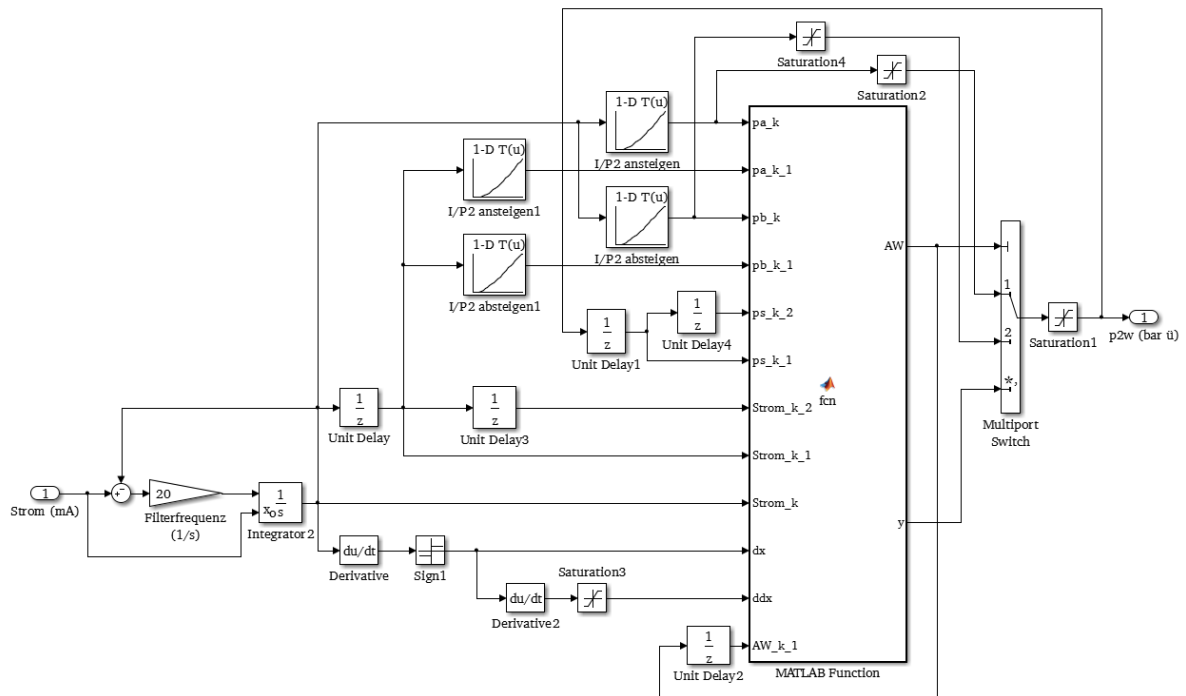 Saturation4
Saturation2
1-D T(u)
I/P2 ansteigen
pa_k
1-D T(u)
I/P2 ansteigen1
pa_k_1
1-D T(u)
I/P2 absteigen
pb_k
AW
1-D T(u)
I/P2 absteigen1
pb_k_1
1
1
z
Unit Delay4
ps_k_2
1
z
Unit Delay1
ps_k_1
2
Saturation1
1
p2w (bar ü)
*,
Multiport
Switch
fcn
1
z
Unit Delay
1
z
Unit Delay3
Strom_k_2
Strom_k_1
1
Strom (mA)
+
-
20
Filterfrequenz
(1/s)
1
s
xo
Integrator2
Strom_k
y
du/dt
Derivative
Sign1
dx
Saturation3
du/dt
Derivative2
ddx
1
z
Unit Delay2
AW_k_1
MATLAB Function